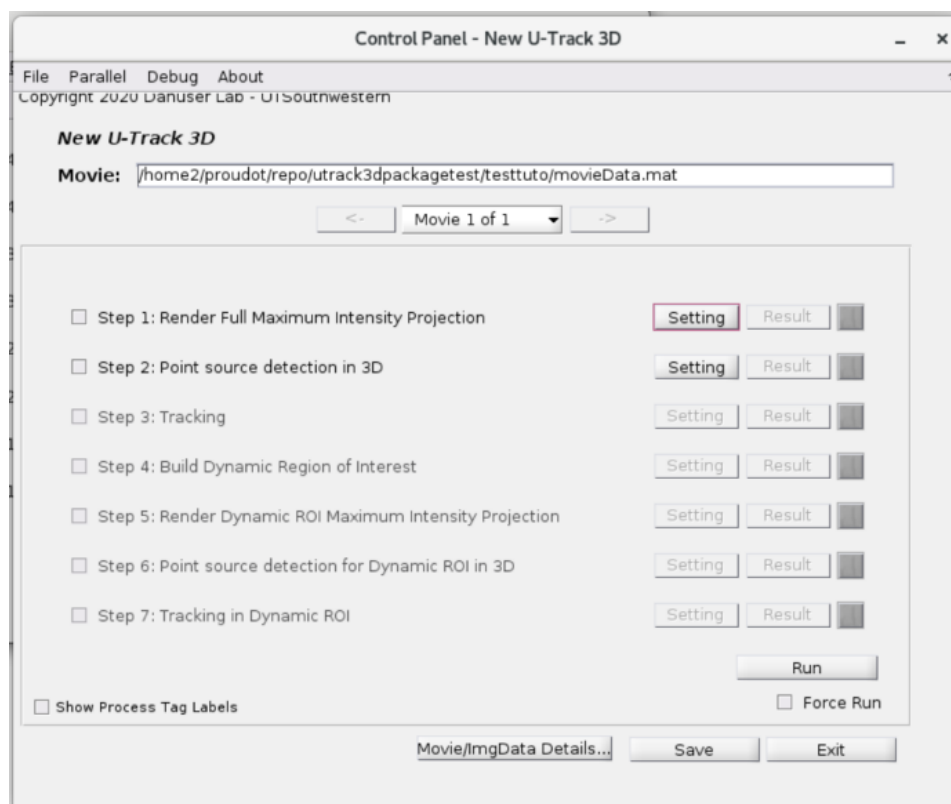 Control Panel - New U-Track 3D
File Parallel Debug About
Copyright 2020 Danuser Lab - UTSouthwestern
New U-Track 3D
Movie: /home2/proudot/repo/utrack3dpackagetest/testtuto/movieData.mat
<- Movie 1 of 1 ->
Step 1: Render Full Maximum Intensity Projection Setting Result
Step 2: Point source detection in 3D Setting Result
Step 3: Tracking Setting Result
Step 4: Build Dynamic Region of Interest Setting Result
Step 5: Render Dynamic ROI Maximum Intensity Projection Setting Result
Step 6: Point source detection for Dynamic ROI in 3D Setting Result
Step 7: Tracking in Dynamic ROI Setting Result
Run
Show Process Tag Labels Force Run
Movie/ImgData Details... Save Exit